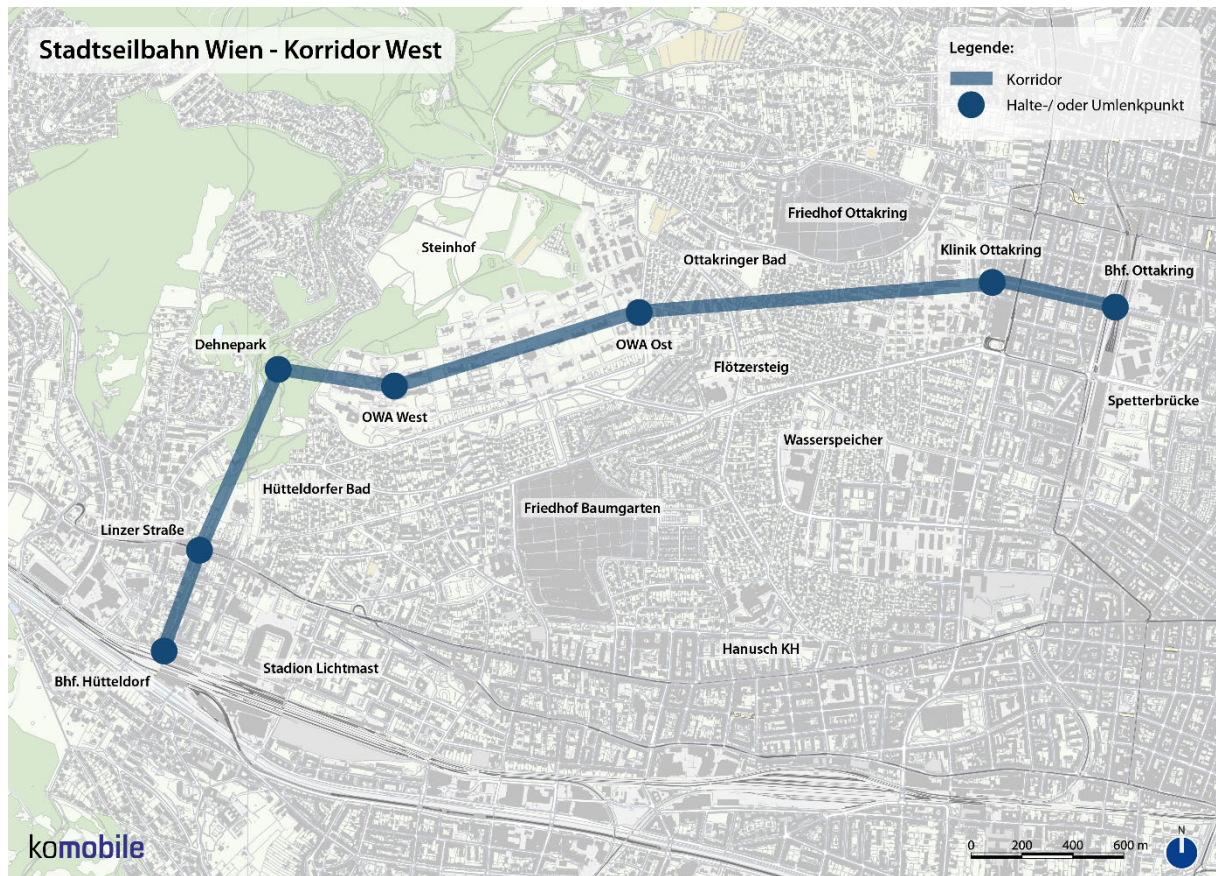 Stadtseilbahn Wien - Korridor West
Legende:
Korridor
Halte-/ oder Umlenkpunkt
Friedhof Ottakring
Steinhof
Ottakringer Bad
Klinik Ottakring
Bhf. Ottakring
Dehnepark
OWA Ost
Flötzersteig
OWA West
Spetterbrücke
Wasserspeicher
Hütteldorfer Bad
Friedhof Baumgarten
Linzer Straße
Hanusch KH
Stadion Lichtmast
Bhf. Hütteldorf
komobile
N
0 200 400 600 m